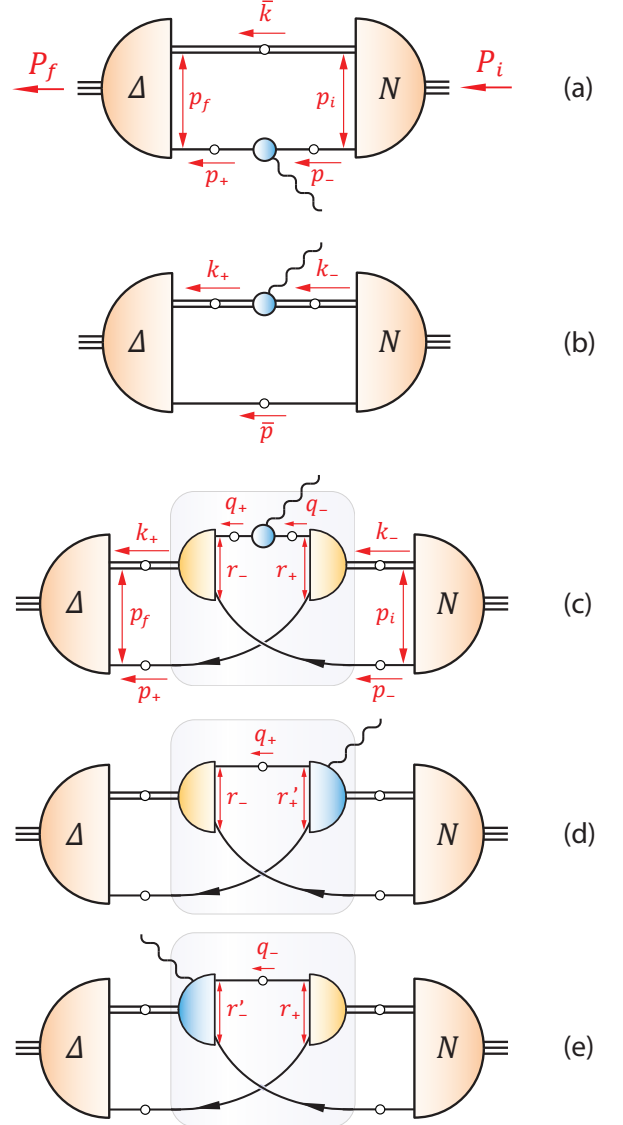 k̄
P_f Δ p_f p_i N P_i (a)
p_+ p_-
k_+ k_-
Δ N (b)
p̄
q_+ q_-
k_+ k_-
r_- r_+
Δ p_f p_i N (c)
p_+ p_-
q_+
r_- r'_+
Δ N (d)
q_-
r'_- r_+
Δ N (e)